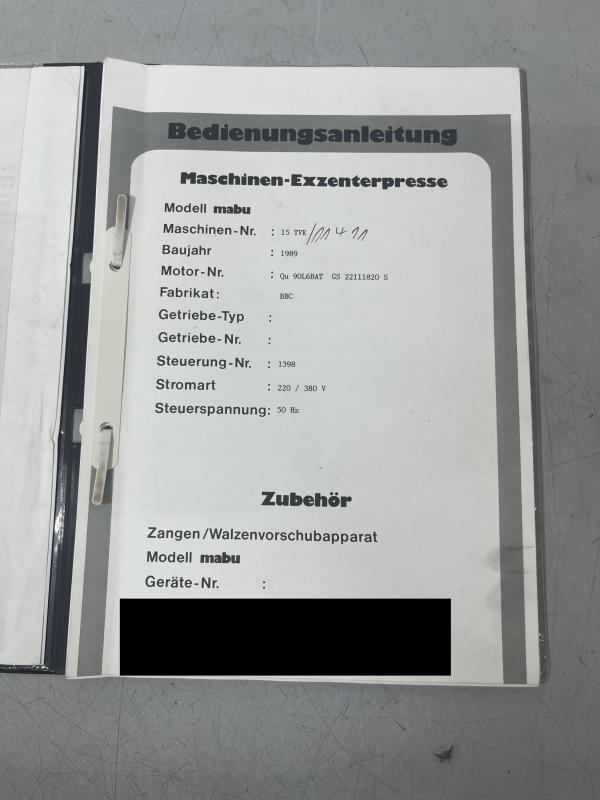 Bedienungsanleitung
Maschinen-Exzenterpresse
Modell mabu
Maschinen-Nr. : 15 TVK/11411
Baujahr : 1989
Motor-Nr. : Qu 90L6BAT GS 22111820 S
Fabrikat: BBC
Getriebe-Typ :
Getriebe-Nr. :
Steuerung-Nr. : 1398
Stromart : 220 / 380 V
Steuerspannung: 50 Hz
Zubehör
Zangen/Walzenvorschubapparat
Modell mabu
Geräte-Nr. :